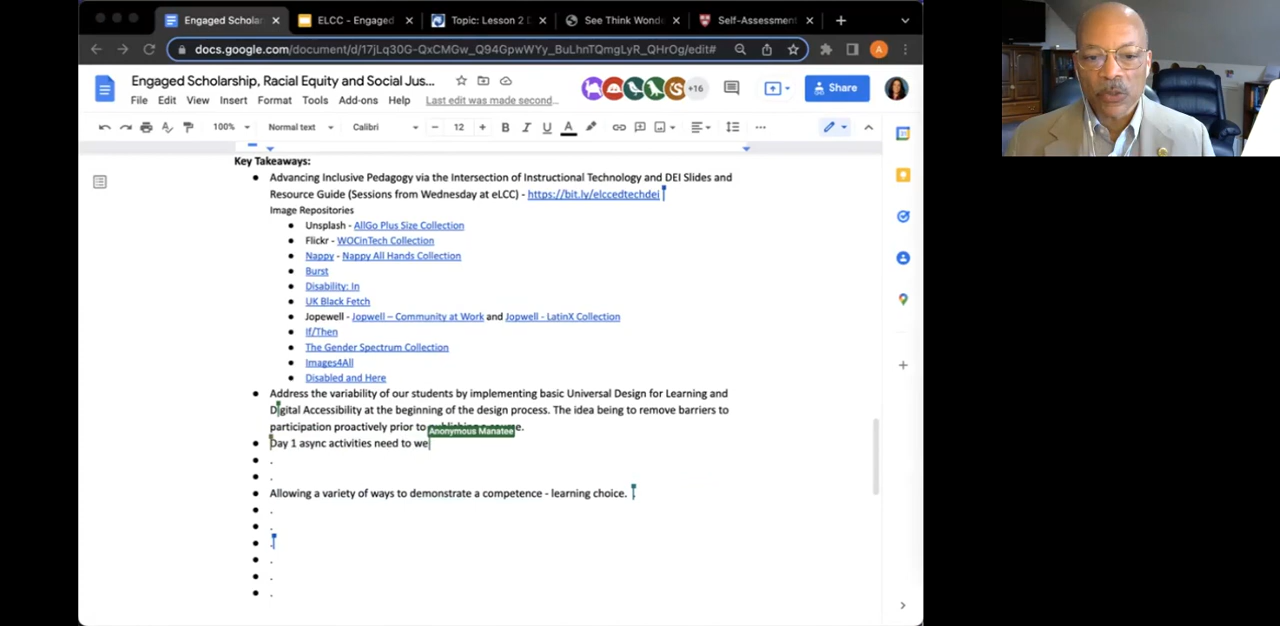 Engaged Scholar
ELCC - Engaged
Topic: Lesson 2 D
See Think Wond
Self-Assessment
docs.google.com/document/d/17jLq30G-QxCMGw_Q94GpwWYy_BuLhnTQmgLyR_QHrOg/edit#
A
Engaged Scholarship, Racial Equity and Social Jus...
+16
Share
File Edit View Insert Format Tools Add-ons Help Last edit was made second...
100% Normal text Calibri - 12 + B I U A
Key Takeaways:
Advancing Inclusive Pedagogy via the Intersection of Instructional Technology and DEI Slides and
Resource Guide (Sessions from Wednesday at eLCC) - https://bit.ly/elccedtechdei
Image Repositories
Unsplash - AllGo Plus Size Collection
Flickr - WOCinTech Collection
Nappy - Nappy All Hands Collection
Burst
Disability: In
UK Black Fetch
Jopewell - Jopwell – Community at Work and Jopwell - LatinX Collection
If/Then
The Gender Spectrum Collection
Images4All
Disabled and Here
Address the variability of our students by implementing basic Universal Design for Learning and
Digital Accessibility at the beginning of the design process. The idea being to remove barriers to
participation proactively prior to publishing a course.
Anonymous Manatee
Day 1 async activities need to we
.
.
Allowing a variety of ways to demonstrate a competence - learning choice. .
.
.
.
.
.
.